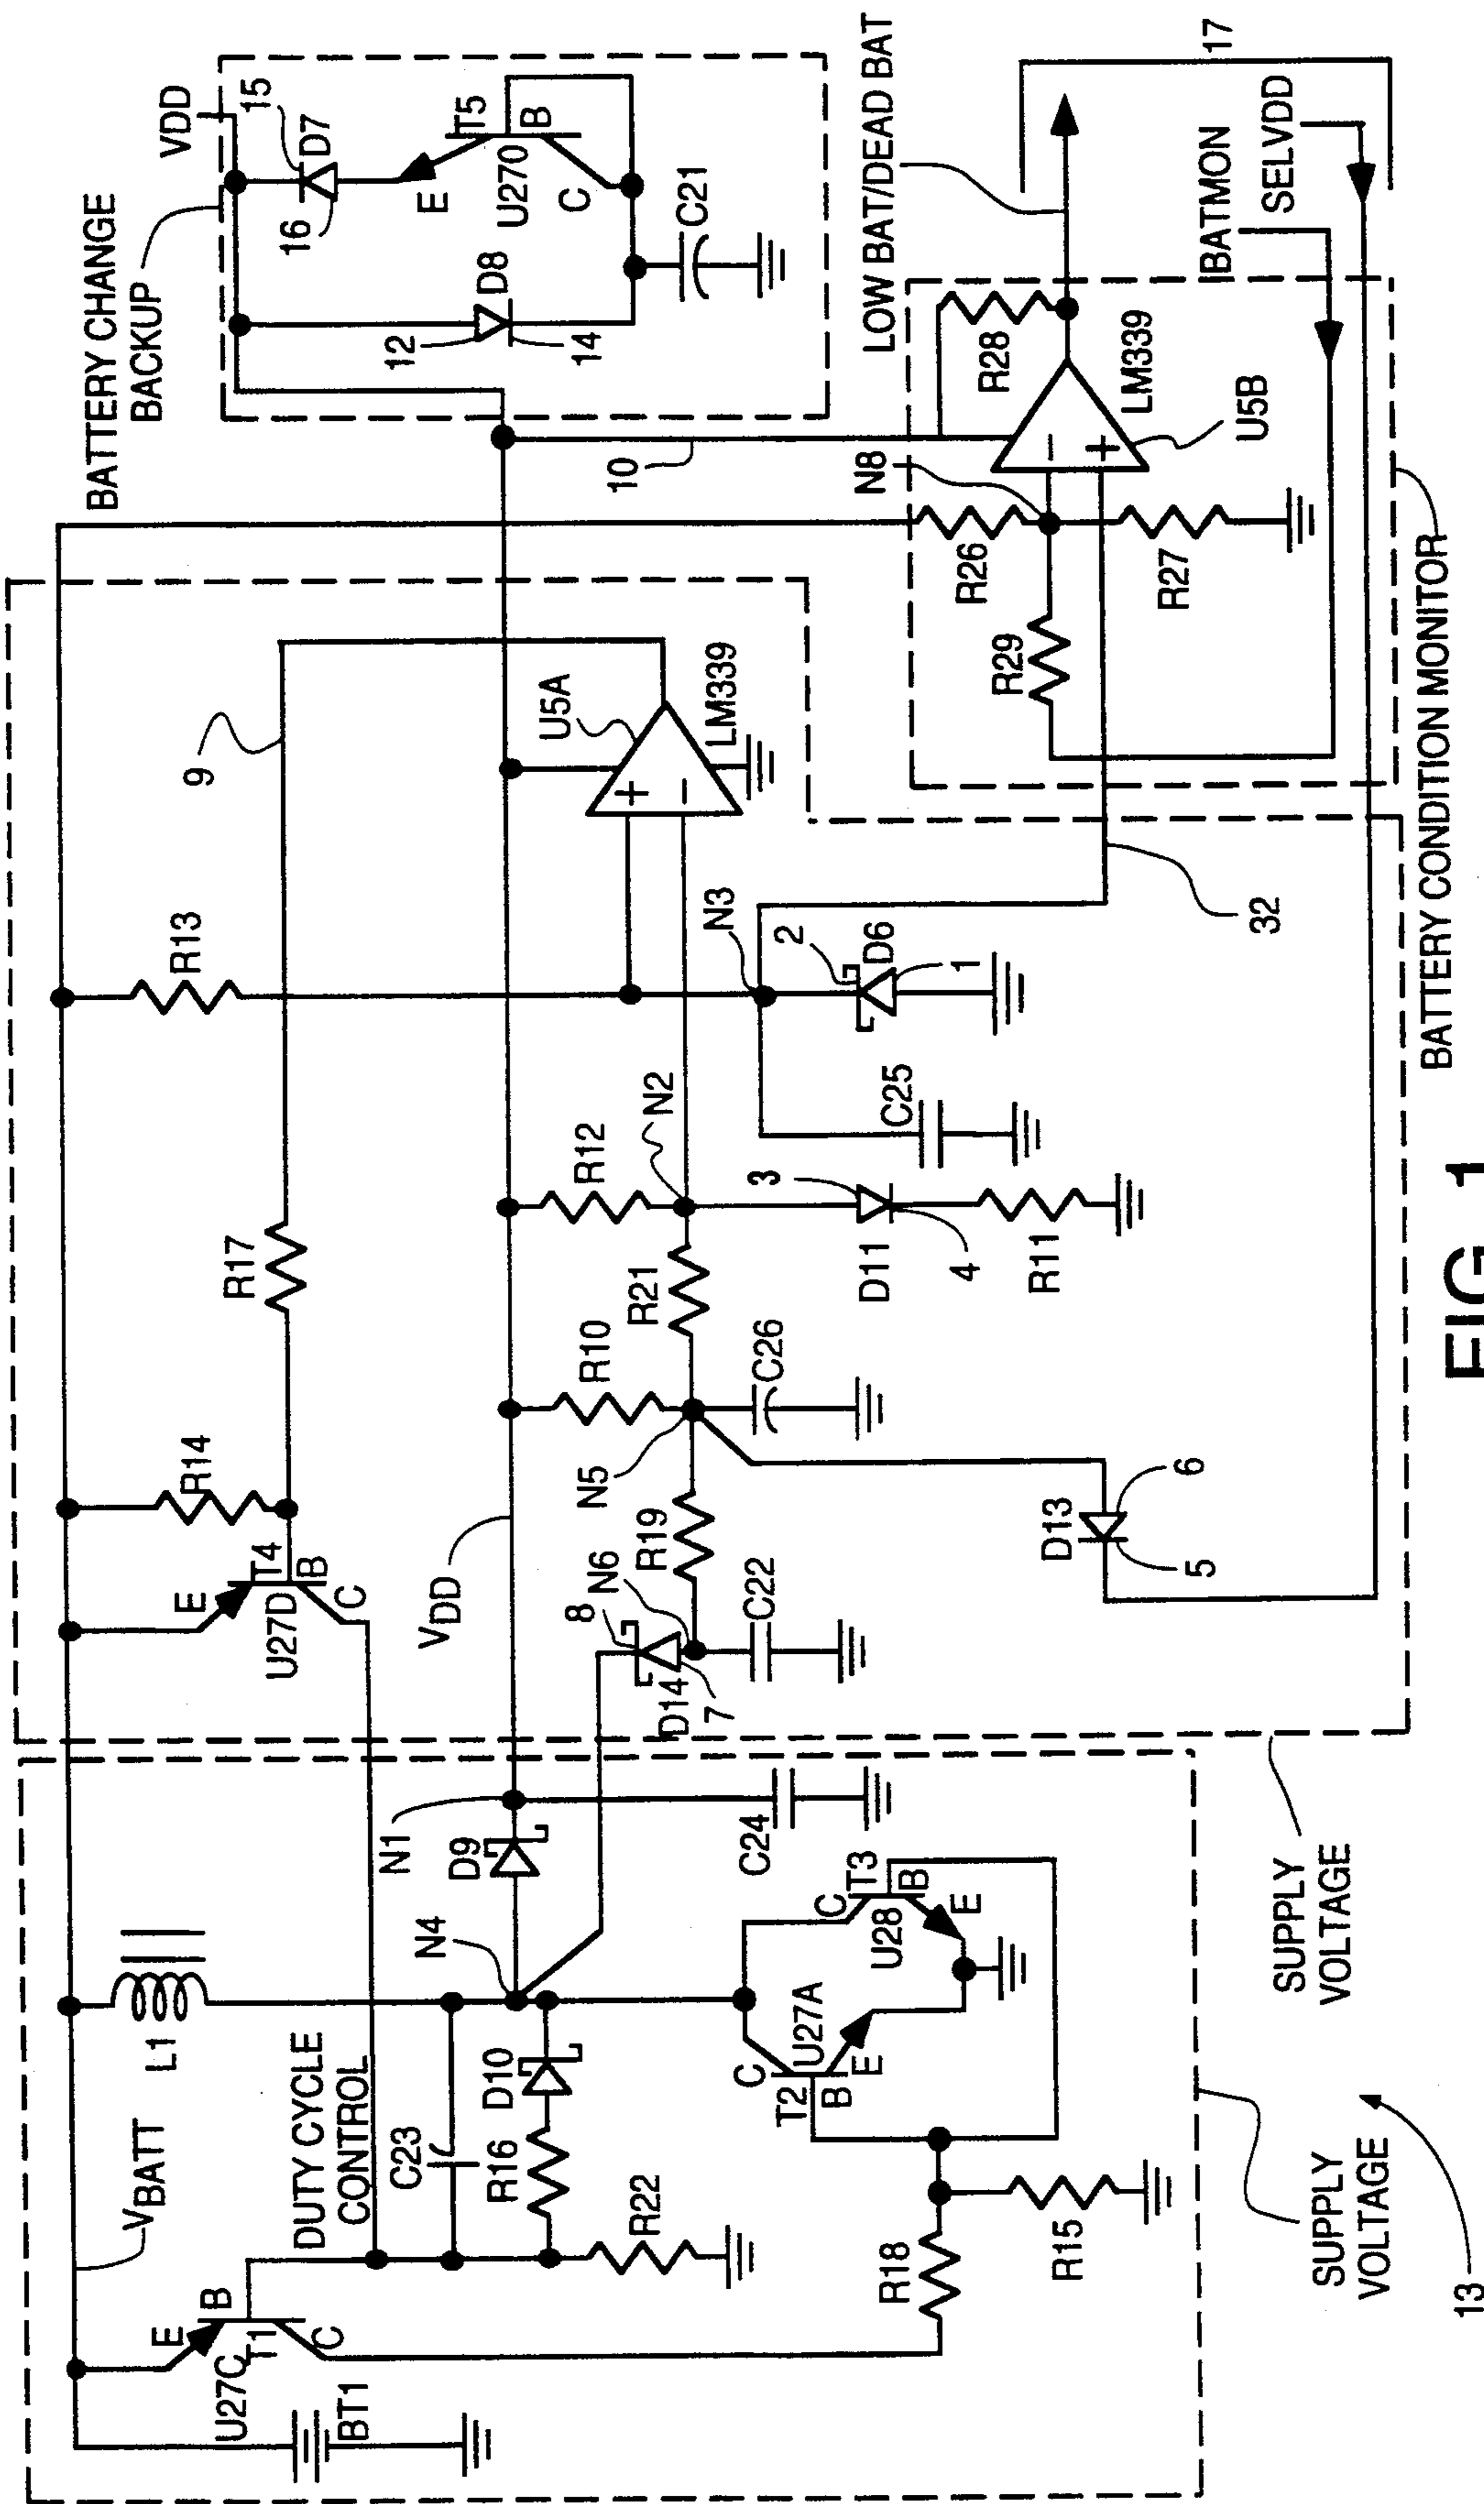 BATTERY CHANGE
BACKUP
VDD
15
D7
16
E
T5
B
U270
C
D8
12
14
C21
LOW BAT/DEAD BAT
17
BATMON
SELVDD
R28
LM339
U5B
10
N8
R26
R27
R29
BATTERY CONDITION MONITOR
9
R13
U5A
LM339
+
−
−
+
N3
2
D6
1
32
C25
R12
N2
3
4
D11
R11
R17
R21
R10
C26
R14
N5
R19
D13
6
5
E
T4
B
C
U27D
VDD
N6
8
D14
7
C22
N1
D9
C24
N4
L1
VBATT
DUTY CYCLE
CONTROL
C23
D10
R16
R22
C
T3
B
U28
E
C
U27A
T2
B
E
R18
R15
SUPPLY
VOLTAGE
SUPPLY
VOLTAGE
13
E
B
U27C
T1
C
BT1
FIG. 1